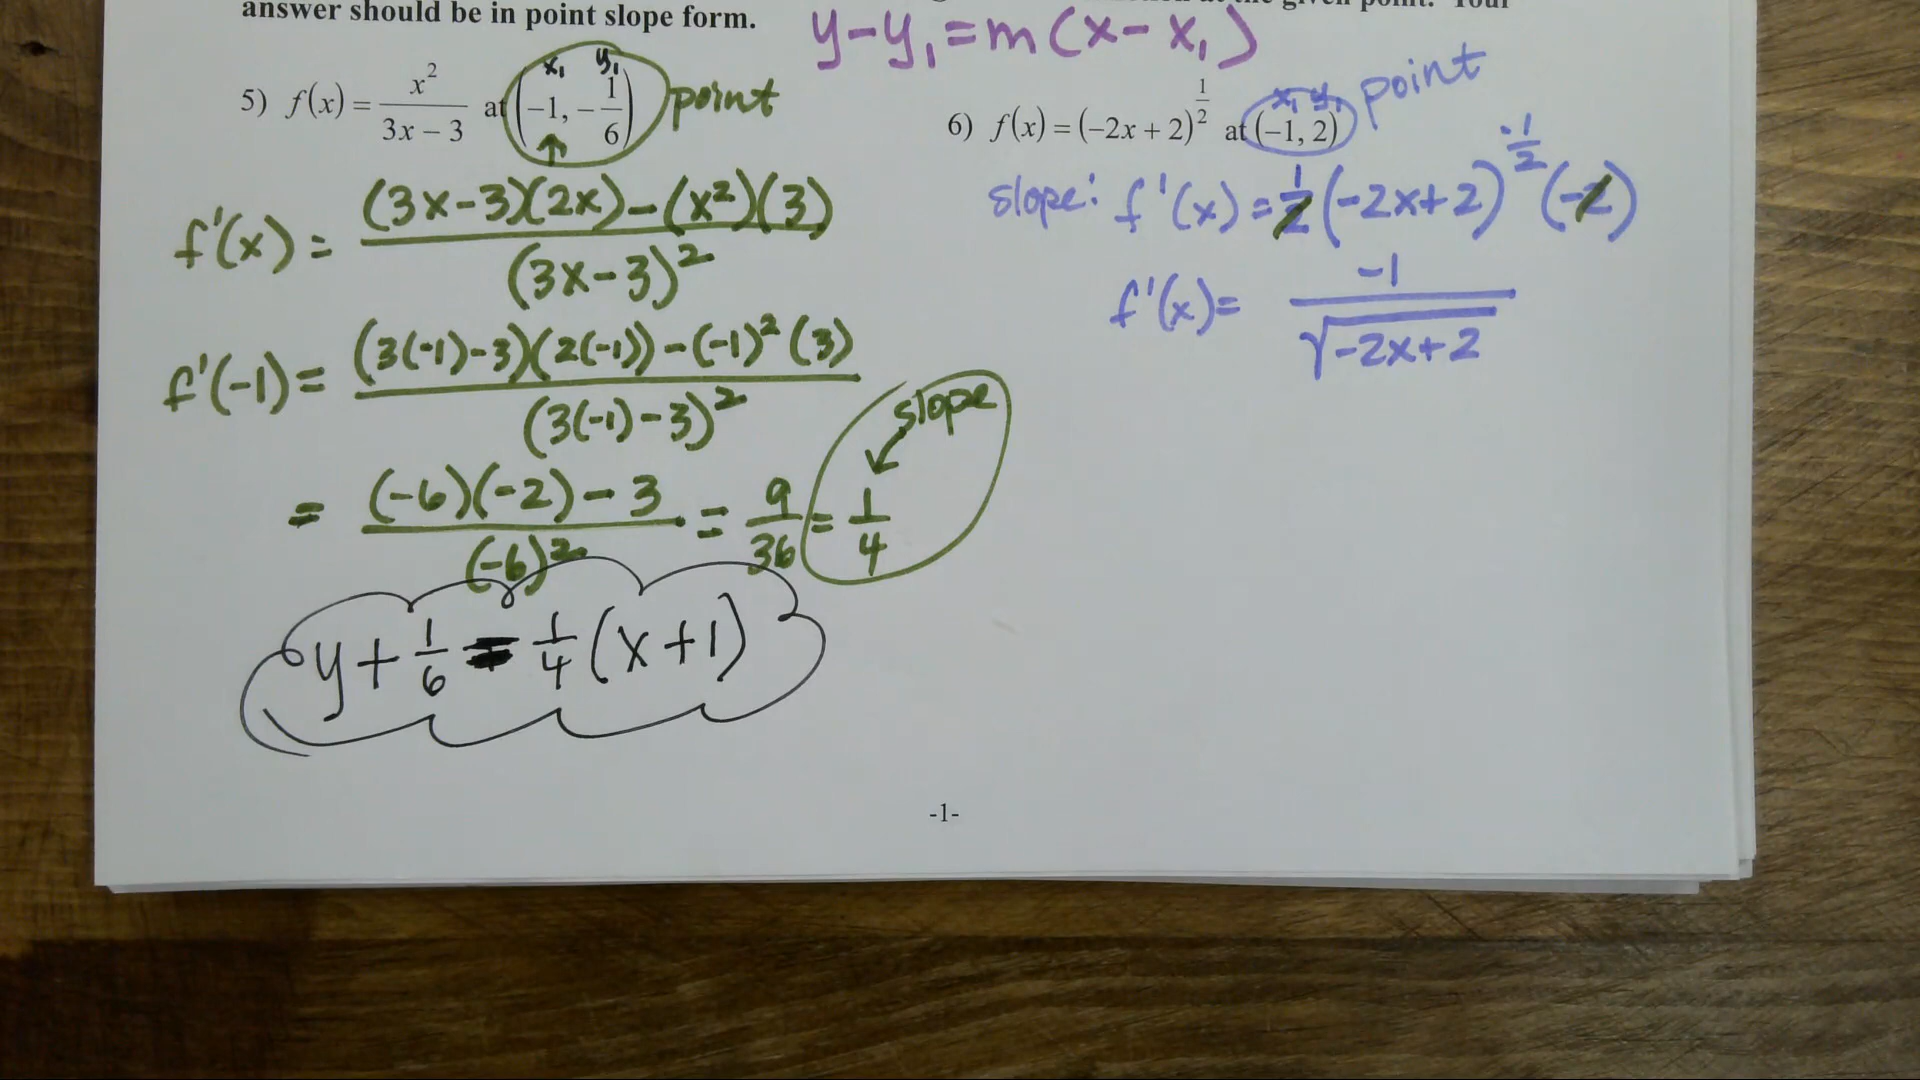 answer should be in point slope form.
the given point. Your
y-y₁ = m(x-x₁)
5) f(x) = x²/(3x-3) at (-1, -1/6) point
x₁ y₁
f'(x) = ((3x-3)(2x)-(x²)(3))/(3x-3)²
f'(-1) = ((3(-1)-3)(2(-1))-(-1)²(3))/(3(-1)-3)²
= ((-6)(-2)-3)/(-6)² = 9/36 = 1/4
slope
y+1/6 = 1/4(x+1)
6) f(x) = (-2x+2)^(1/2) at (-1, 2) point
x₁ y₁
slope: f'(x) = 1/2(-2x+2)^(-1/2)(-2)
f'(x) = -1/√(-2x+2)
-1-